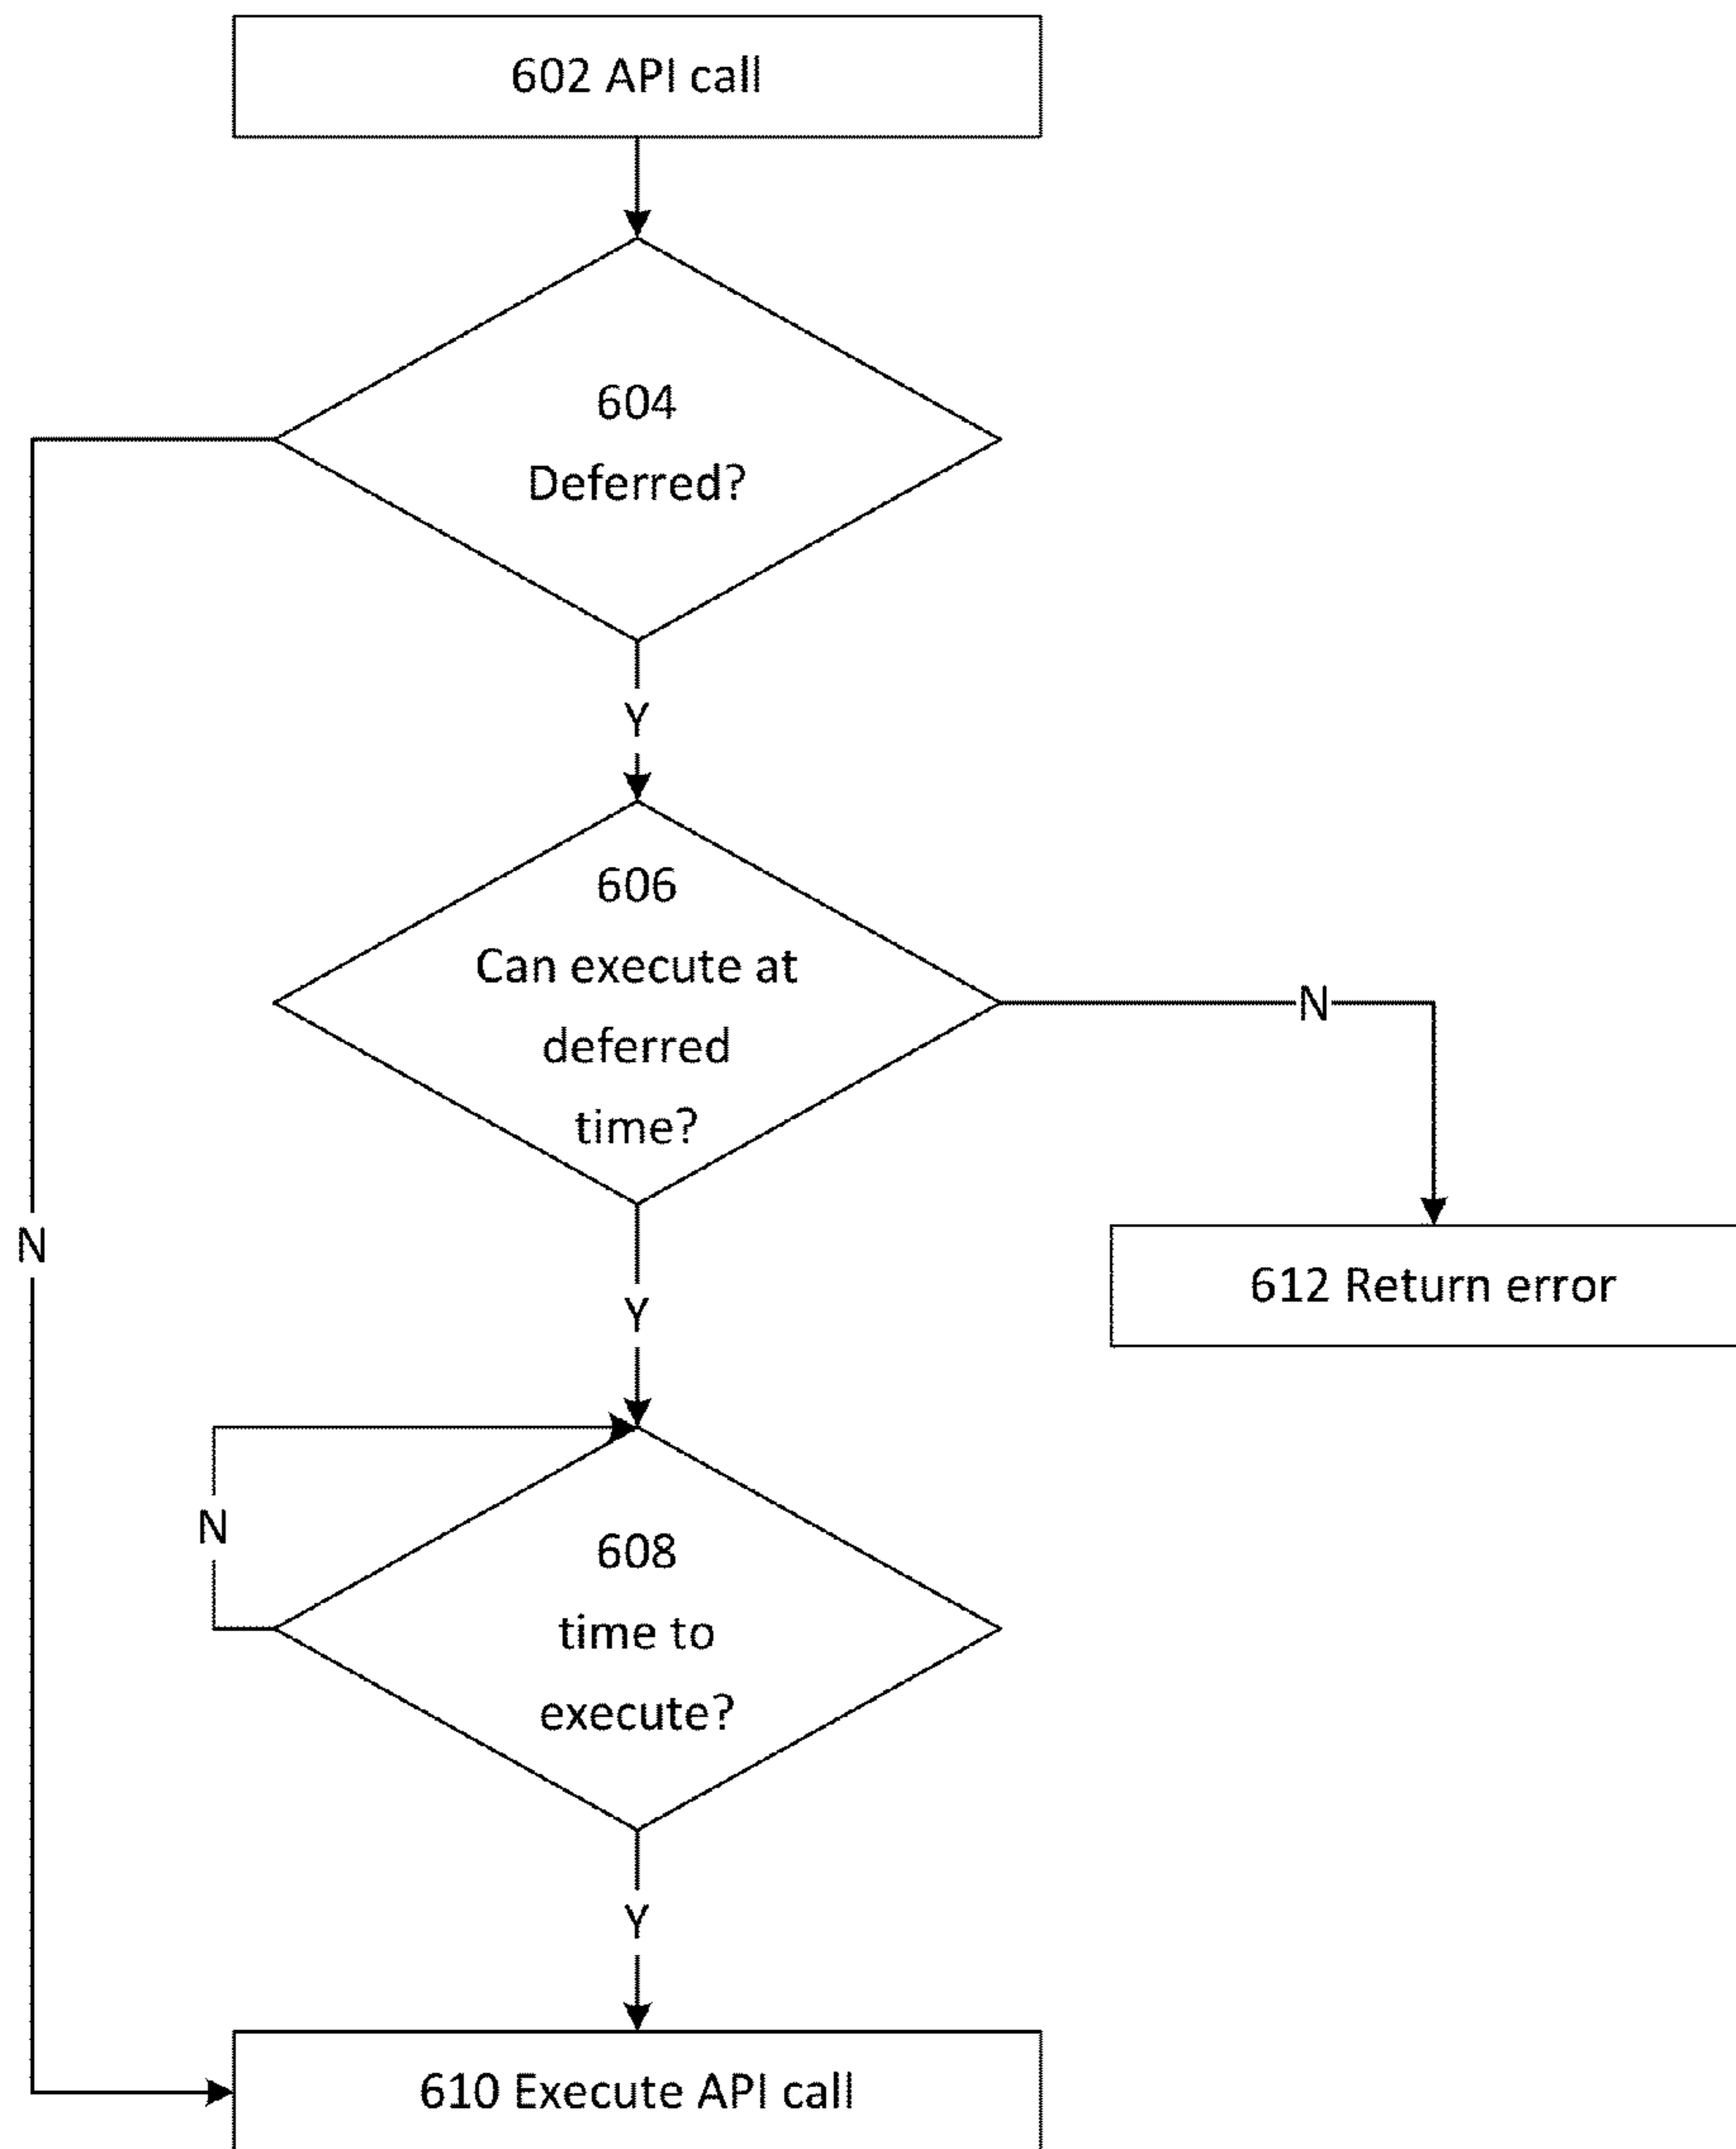 602 API call
604
Deferred?
Y
606
Can execute at
deferred
time?
N
N
612 Return error
Y
N
608
time to
execute?
Y
610 Execute API call